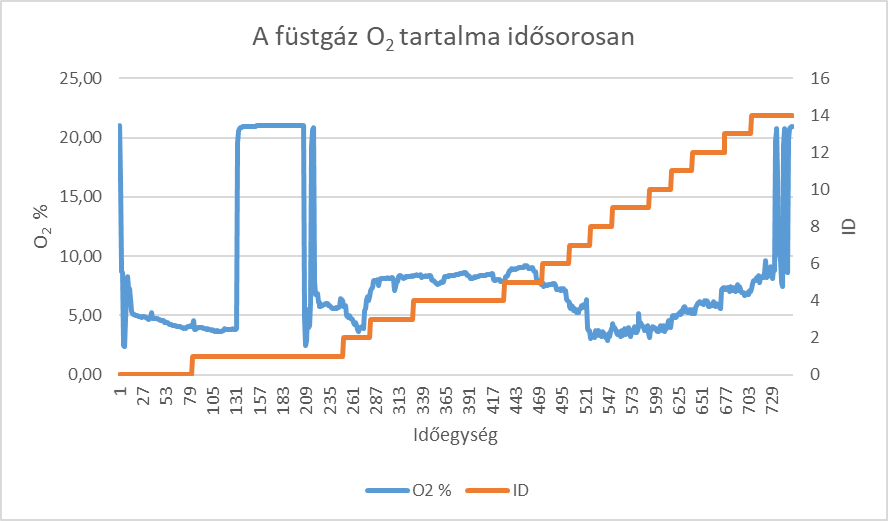 A füstgáz O2 tartalma idősorosan
25,00
20,00
15,00
10,00
5,00
0,00
O2 %
16
14
12
10
8
6
4
2
0
ID
1 27 53 79 105 131 157 183 209 235 261 287 313 339 365 391 417 443 469 495 521 547 573 599 625 651 677 703 729
Időegység
O2 % ID